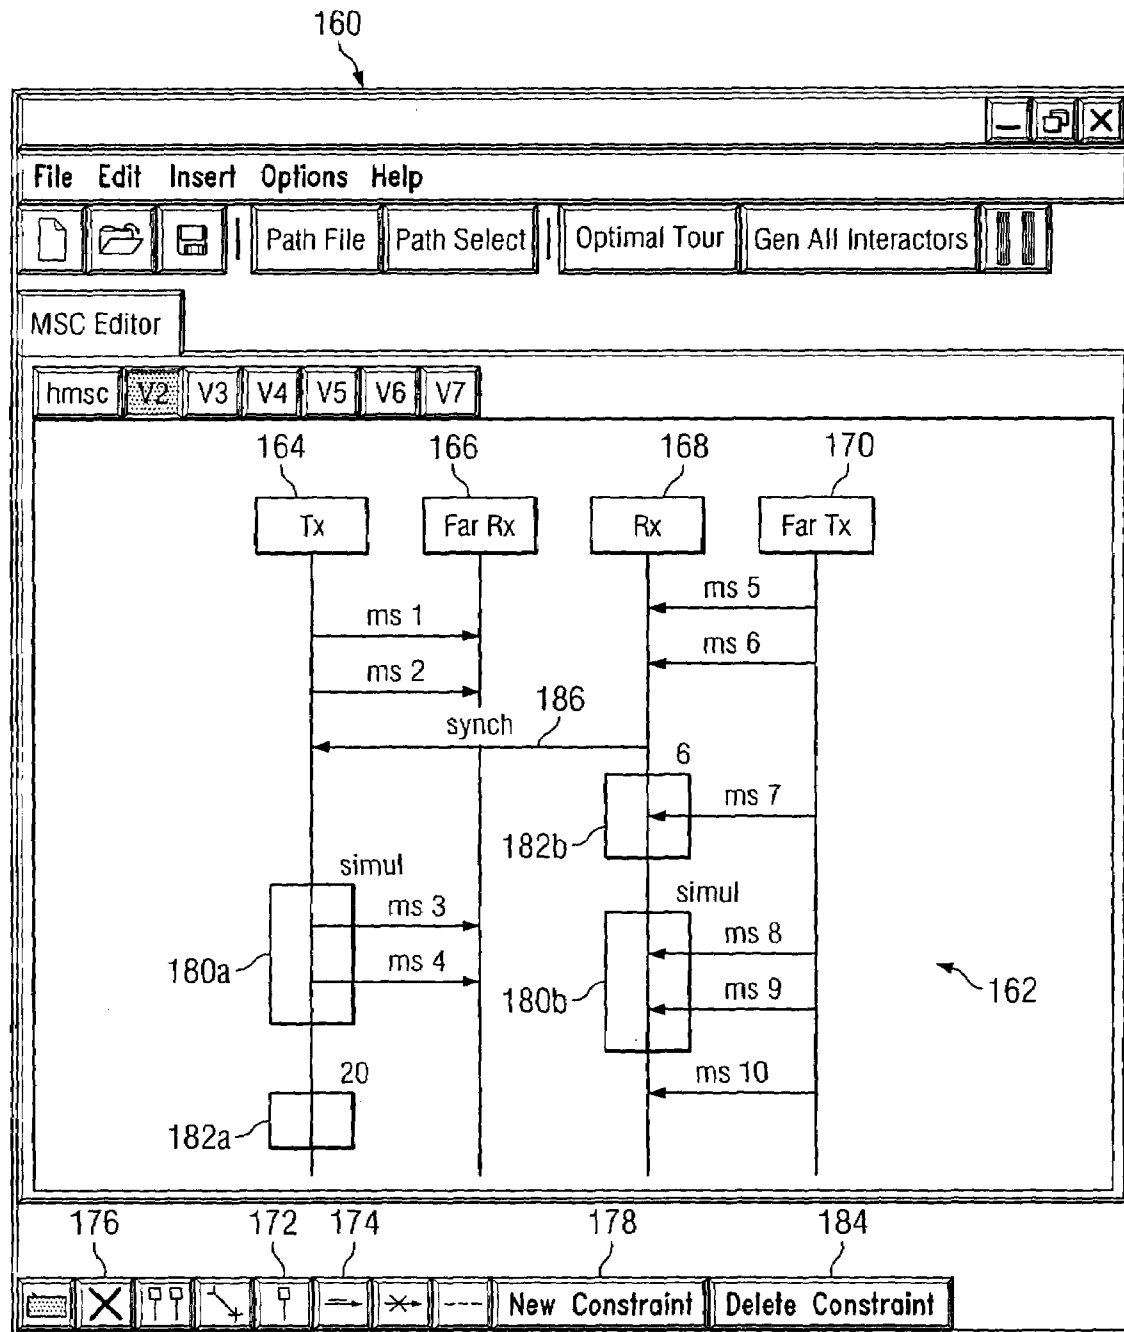 160
File Edit Insert Options Help
Path File Path Select Optimal Tour Gen All Interactors
MSC Editor
hmsc V2 V3 V4 V5 V6 V7
164 166 168 170
Tx Far Rx Rx Far Tx
ms 5
ms 1
ms 6
ms 2
186
synch
6
ms 7
182b
simul
simul
ms 3
ms 8
ms 4
180a
ms 9
180b
162
20
ms 10
182a
176 172 174 178 184
New Constraint Delete Constraint